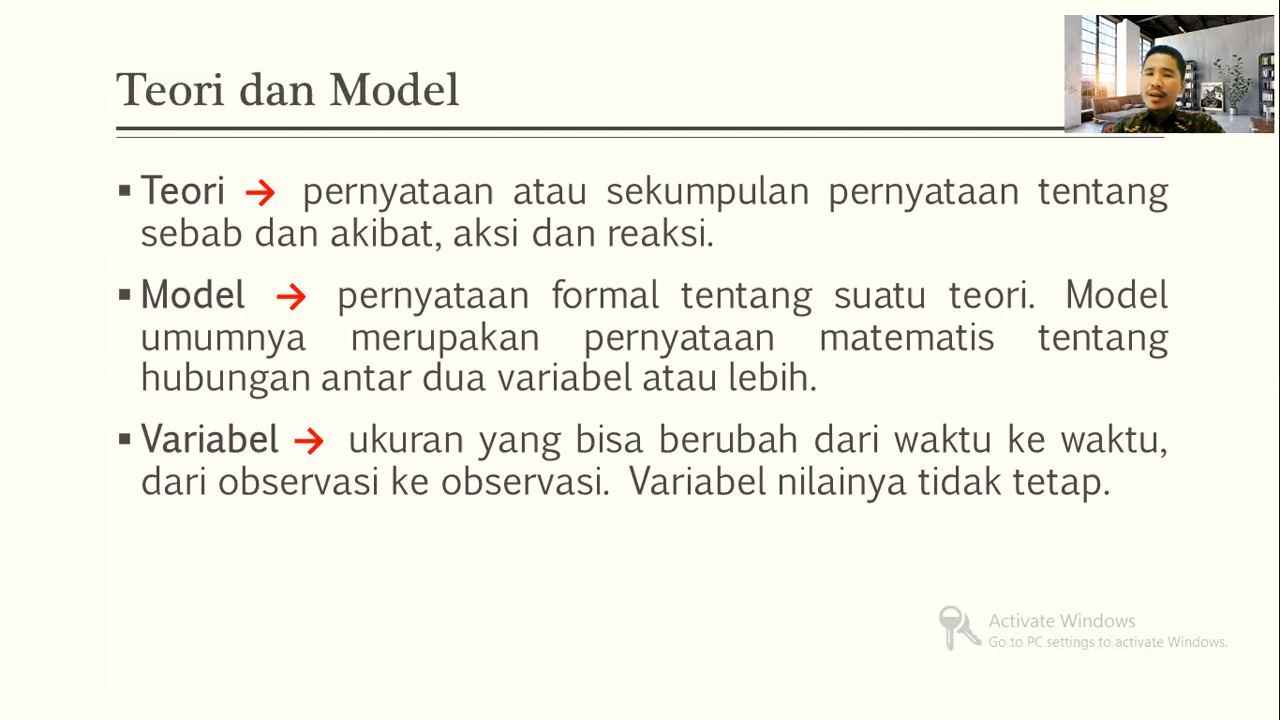 Teori dan Model
▪ Teori → pernyataan atau sekumpulan pernyataan tentang
sebab dan akibat, aksi dan reaksi.
▪ Model → pernyataan formal tentang suatu teori. Model
umumnya merupakan pernyataan matematis tentang
hubungan antar dua variabel atau lebih.
▪ Variabel → ukuran yang bisa berubah dari waktu ke waktu,
dari observasi ke observasi. Variabel nilainya tidak tetap.
Activate Windows
Go to PC settings to activate Windows.